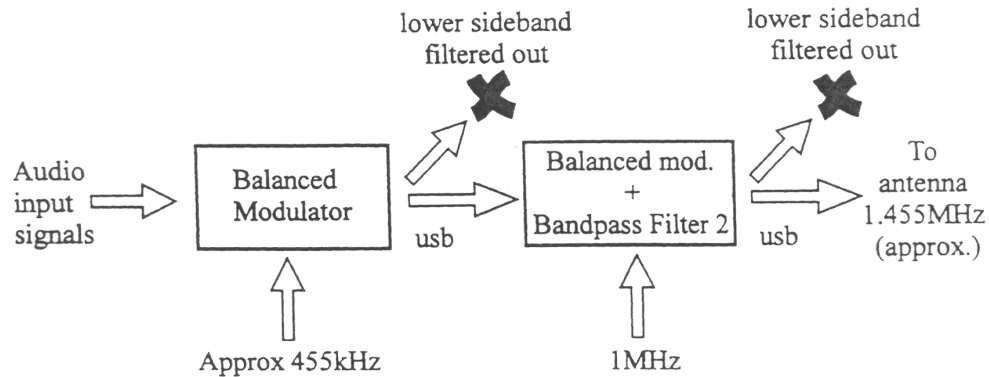 lower sideband
filtered out
lower sideband
filtered out
Audio
input
signals
Balanced
Modulator
usb
Balanced mod.
+
Bandpass Filter 2
usb
To
antenna
1.455MHz
(approx.)
Approx 455kHz
1MHz